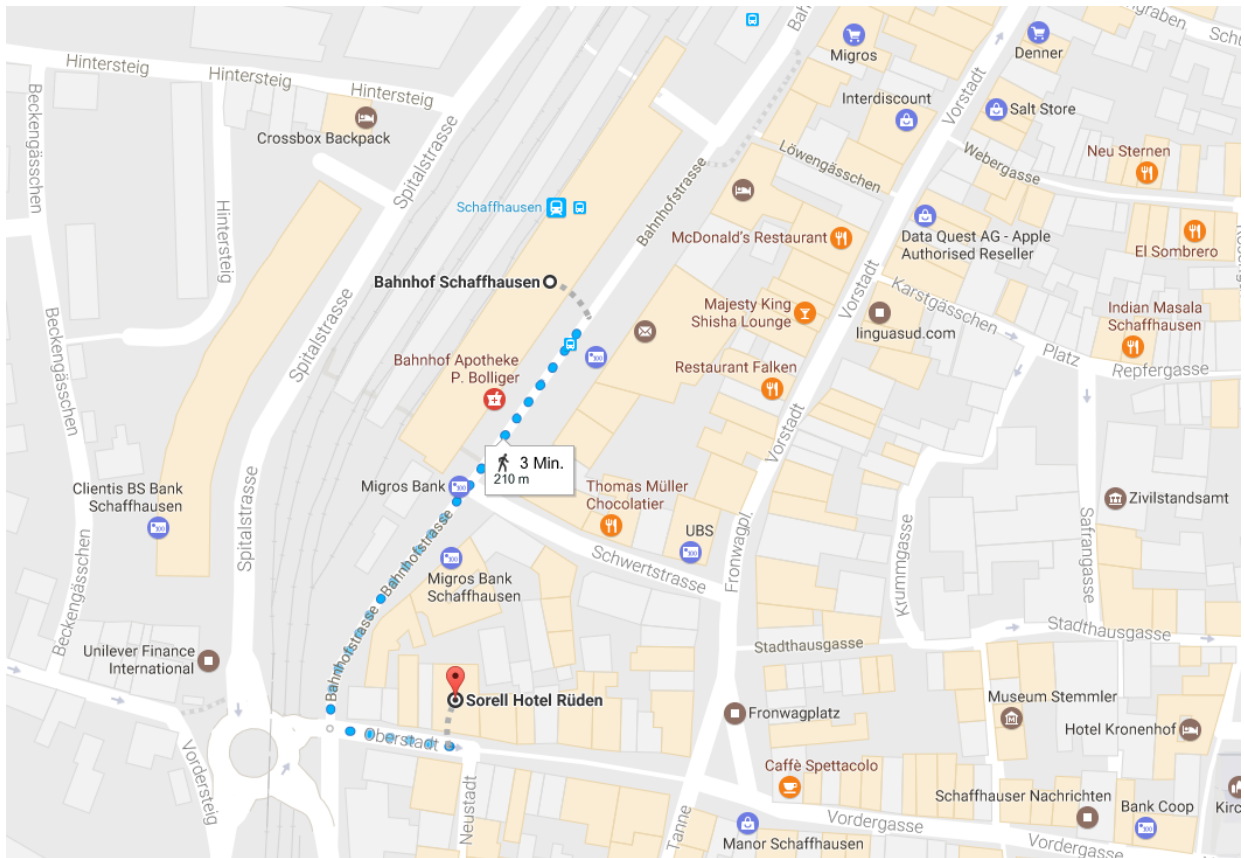 Bahnhof
Hintersteig
Hintersteig
Hintersteig
Crossbox Backpack
Beckengässchen
Hintersteig
Spitalstrasse
Migros
Denner
Interdiscount
Vorstadt
Salt Store
Neu Sternen
Webergasse
Löwengässchen
Schaffhausen
Bahnhofstrasse
McDonald's Restaurant
Data Quest AG - Apple
Authorised Reseller
El Sombrero
Bahnhof Schaffhausen
Karstgässchen
Vorstadt
Majesty King
Shisha Lounge
linguasud.com
Indian Masala
Schaffhausen
Platz
Repfergasse
Spitalstrasse
Beckengässchen
Bahnhof Apotheke
P. Bolliger
Restaurant Falken
Vorstadt
3 Min.
210 m
Migros Bank
Clientis BS Bank
Schaffhausen
Thomas Müller
Chocolatier
UBS
Zivilstandsamt
Spitalstrasse
Bahnhofstrasse
Migros Bank
Schaffhausen
Schwertstrasse
Fronwagpl.
Krummgasse
Safrangasse
Beckengässchen
Stadthausgasse
Stadthausgasse
Unilever Finance
International
Bahnhofstrasse
Sorell Hotel Rüden
Fronwagplatz
Museum Stemmler
Hotel Kronenhof
Oberstadt
Vordersteig
Neustadt
Tanne
Caffè Spettacolo
Schaffhauser Nachrichten
Bank Coop
Vordergasse
Vordergasse
Manor Schaffhausen